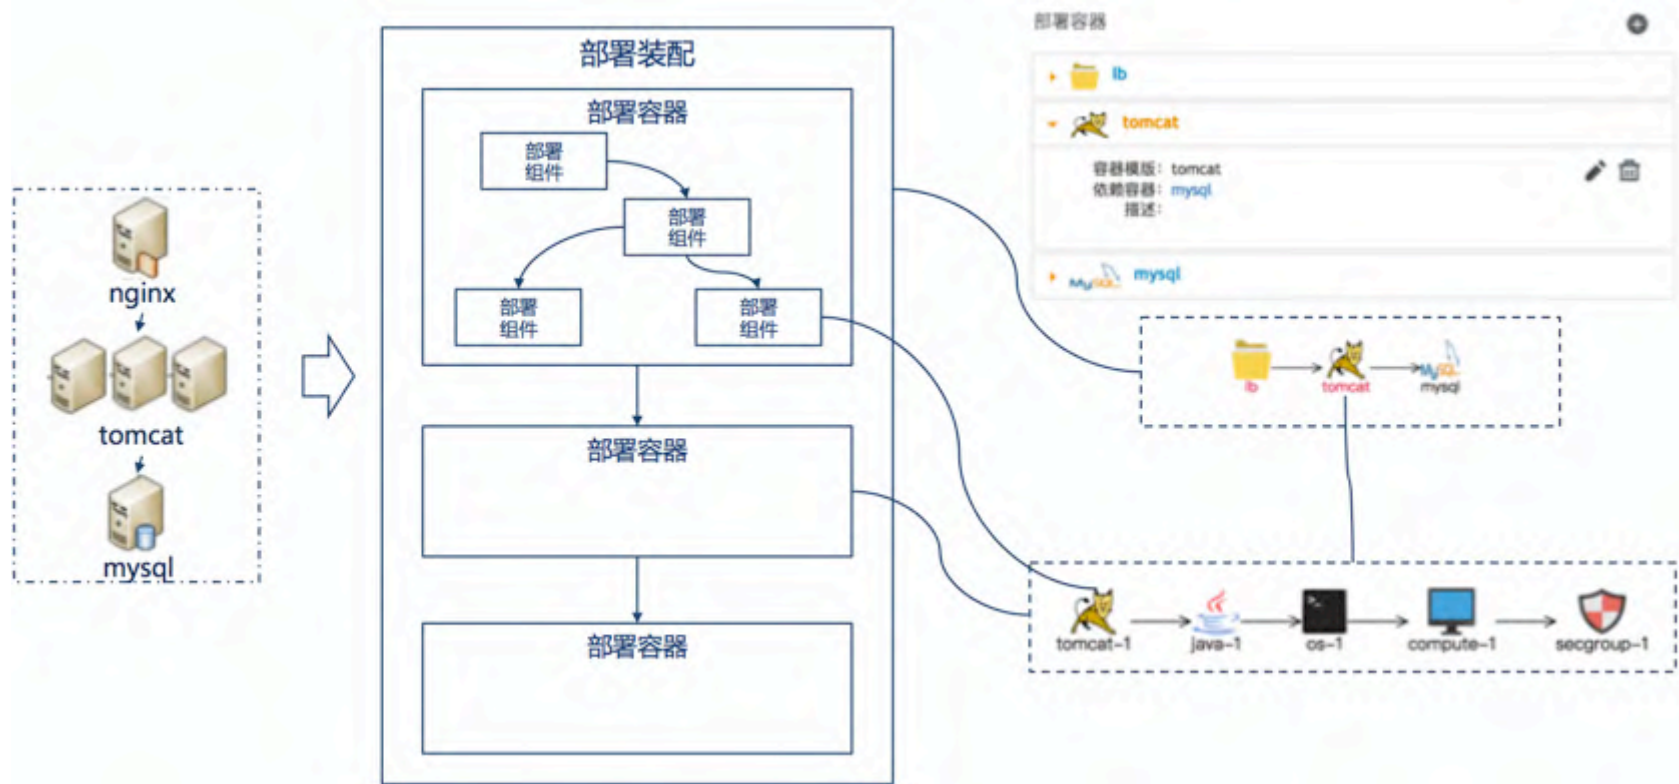 nginx
tomcat
mysql
部署装配
部署容器
部署
组件
部署
组件
部署
组件
部署
组件
部署容器
部署容器
部署容器
lb
tomcat
容器模版：tomcat
依赖容器：mysql
描述：
MySQL
mysql
lb
tomcat
MySQL
mysql
tomcat-1
java-1
os-1
compute-1
secgroup-1